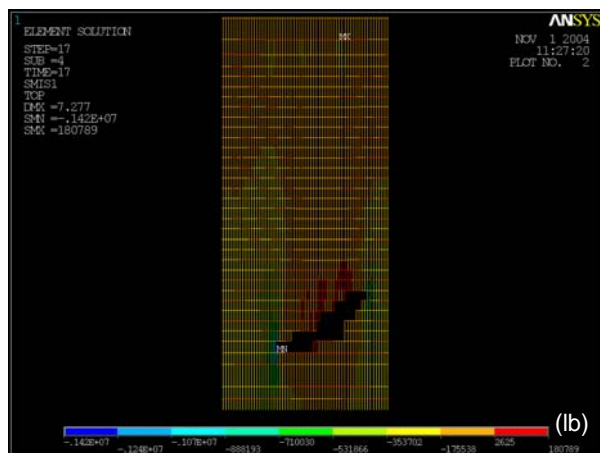 1
ELEMENT SOLUTION
STEP=17
SUB =4
TIME=17
SMIS1
TOP
DMX =7.277
SMN =-.142E+07
SMX =180789
ANSYS
NOV 1 2004
11:27:20
PLOT NO. 2
MX
MN
(lb)
-.142E+07
-.124E+07
-.107E+07
-888193
-710030
-531866
-353702
-175538
2625
180789